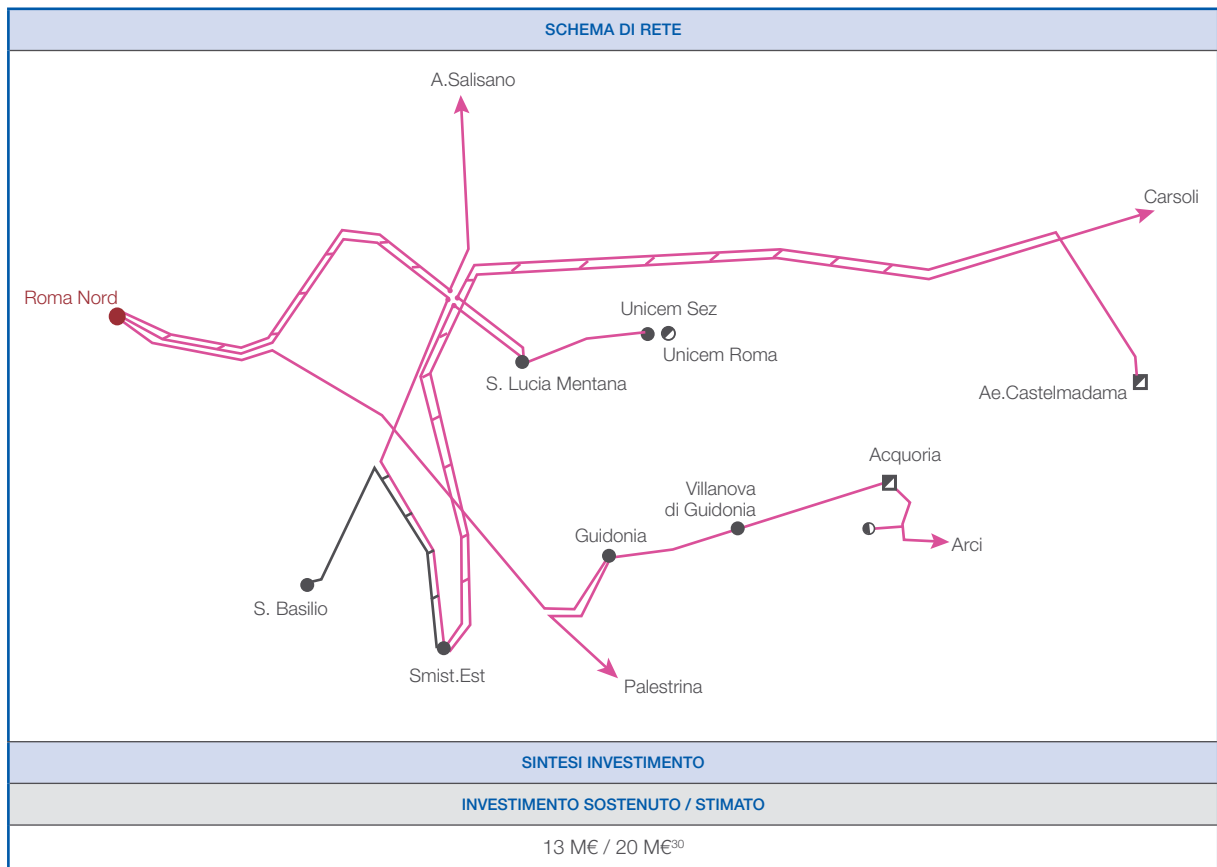 SCHEMA DI RETE
A.Salisano
Carsoli
Roma Nord
Unicem Sez
Unicem Roma
S. Lucia Mentana
Ae.Castelmadama
Acquoria
Villanova
di Guidonia
Guidonia
Arci
S. Basilio
Smist.Est
Palestrina
SINTESI INVESTIMENTO
INVESTIMENTO SOSTENUTO / STIMATO
13 M€ / 20 M€³⁰